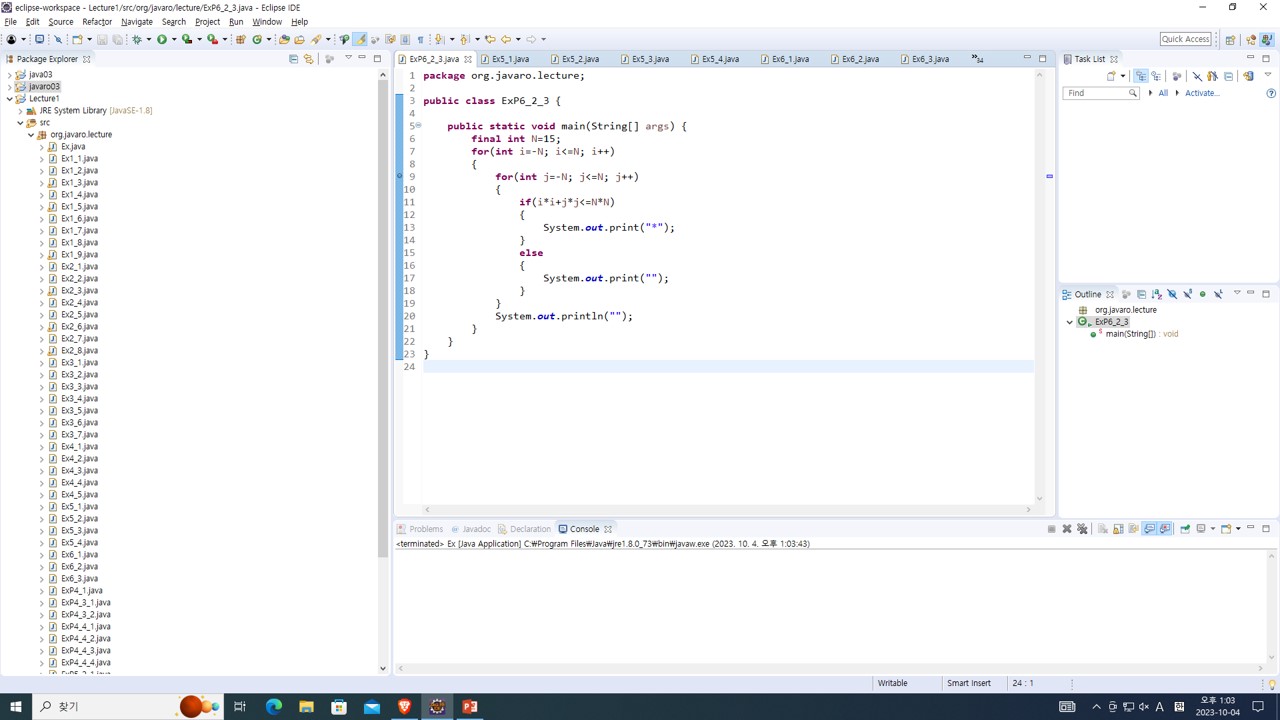 eclipse-workspace - Lecture1/src/org/javaro/lecture/ExP6_2_3.java - Eclipse IDE
File Edit Source Refactor Navigate Search Project Run Window Help
Quick Access
Package Explorer
java03
javaro03
Lecture1
JRE System Library [JavaSE-1.8]
src
org.javaro.lecture
Ex.java
Ex1_1.java
Ex1_2.java
Ex1_3.java
Ex1_4.java
Ex1_5.java
Ex1_6.java
Ex1_7.java
Ex1_8.java
Ex1_9.java
Ex2_1.java
Ex2_2.java
Ex2_3.java
Ex2_4.java
Ex2_5.java
Ex2_6.java
Ex2_7.java
Ex2_8.java
Ex3_1.java
Ex3_2.java
Ex3_3.java
Ex3_4.java
Ex3_5.java
Ex3_6.java
Ex3_7.java
Ex4_1.java
Ex4_2.java
Ex4_3.java
Ex4_4.java
Ex4_5.java
Ex5_1.java
Ex5_2.java
Ex5_3.java
Ex5_4.java
Ex6_1.java
Ex6_2.java
Ex6_3.java
ExP4_1.java
ExP4_3_1.java
ExP4_3_2.java
ExP4_4_1.java
ExP4_4_2.java
ExP4_4_3.java
ExP4_4_4.java
ExP6_2_3.java Ex5_1.java Ex5_2.java Ex5_3.java Ex5_4.java Ex6_1.java Ex6_2.java Ex6_3.java
1 package org.javaro.lecture;
2
3 public class ExP6_2_3 {
4
5 public static void main(String[] args) {
6 final int N=15;
7 for(int i=-N; i<=N; i++)
8 {
9 for(int j=-N; j<=N; j++)
10 {
11 if(i*i+j*j<=N*N)
12 {
13 System.out.print("*");
14 }
15 else
16 {
17 System.out.print("");
18 }
19 }
20 System.out.println("");
21 }
22 }
23 }
24
Task List
Find All Activate...
Outline
org.javaro.lecture
ExP6_2_3
main(String[]) : void
Problems Javadoc Declaration Console
<terminated> Ex [Java Application] C:₩Program Files₩Java₩jre1.8.0_73₩bin₩javaw.exe (2023. 10. 4. 오후 1:03:43)
Writable Smart Insert 24 : 1
찾기
A
오후 1:03
2023-10-04